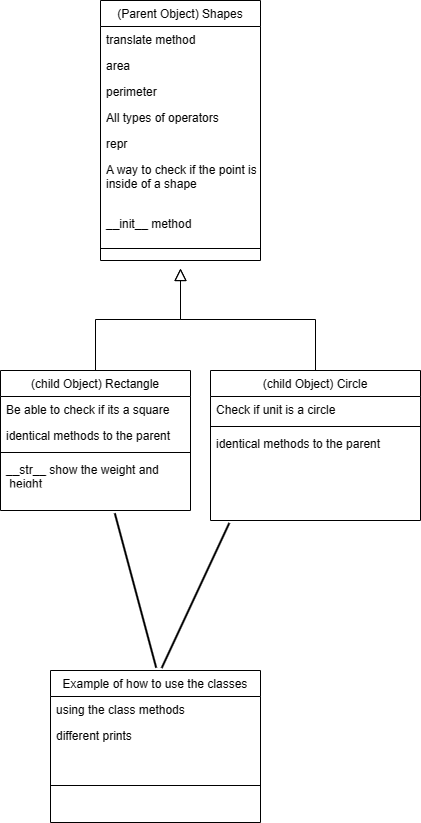 (Parent Object) Shapes
translate method
area
perimeter
All types of operators
repr
A way to check if the point is
inside of a shape
__init__ method
(child Object) Rectangle
Be able to check if its a square
identical methods to the parent
__str__ show the weight and
height
(child Object) Circle
Check if unit is a circle
identical methods to the parent
Example of how to use the classes
using the class methods
different prints